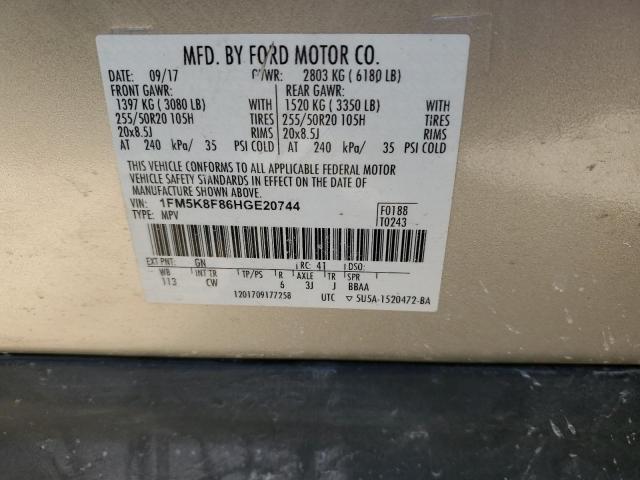 MFD. BY FORD MOTOR CO.
DATE: 09/17 GVWR: 2803 KG ( 6180 LB)
FRONT GAWR: REAR GAWR:
1397 KG ( 3080 LB) WITH 1520 KG ( 3350 LB) WITH
255/50R20 105H TIRES 255/50R20 105H TIRES
20x8.5J RIMS 20x8.5J RIMS
AT 240 kPa/ 35 PSI COLD AT 240 kPa/ 35 PSI COLD
THIS VEHICLE CONFORMS TO ALL APPLICABLE FEDERAL MOTOR
VEHICLE SAFETY STANDARDS IN EFFECT ON THE DATE OF
MANUFACTURE SHOWN ABOVE.
VIN: 1FM5K8F86HGE20744 F0188
TYPE: MPV T0243
EXT PNT: GN RC: 41 DSO:
WB INT TR TP/PS R AXLE TR SPR
113 CW 6 3J J BBAA
1201709177258 UTC ▽ 5U5A-1520472-BA